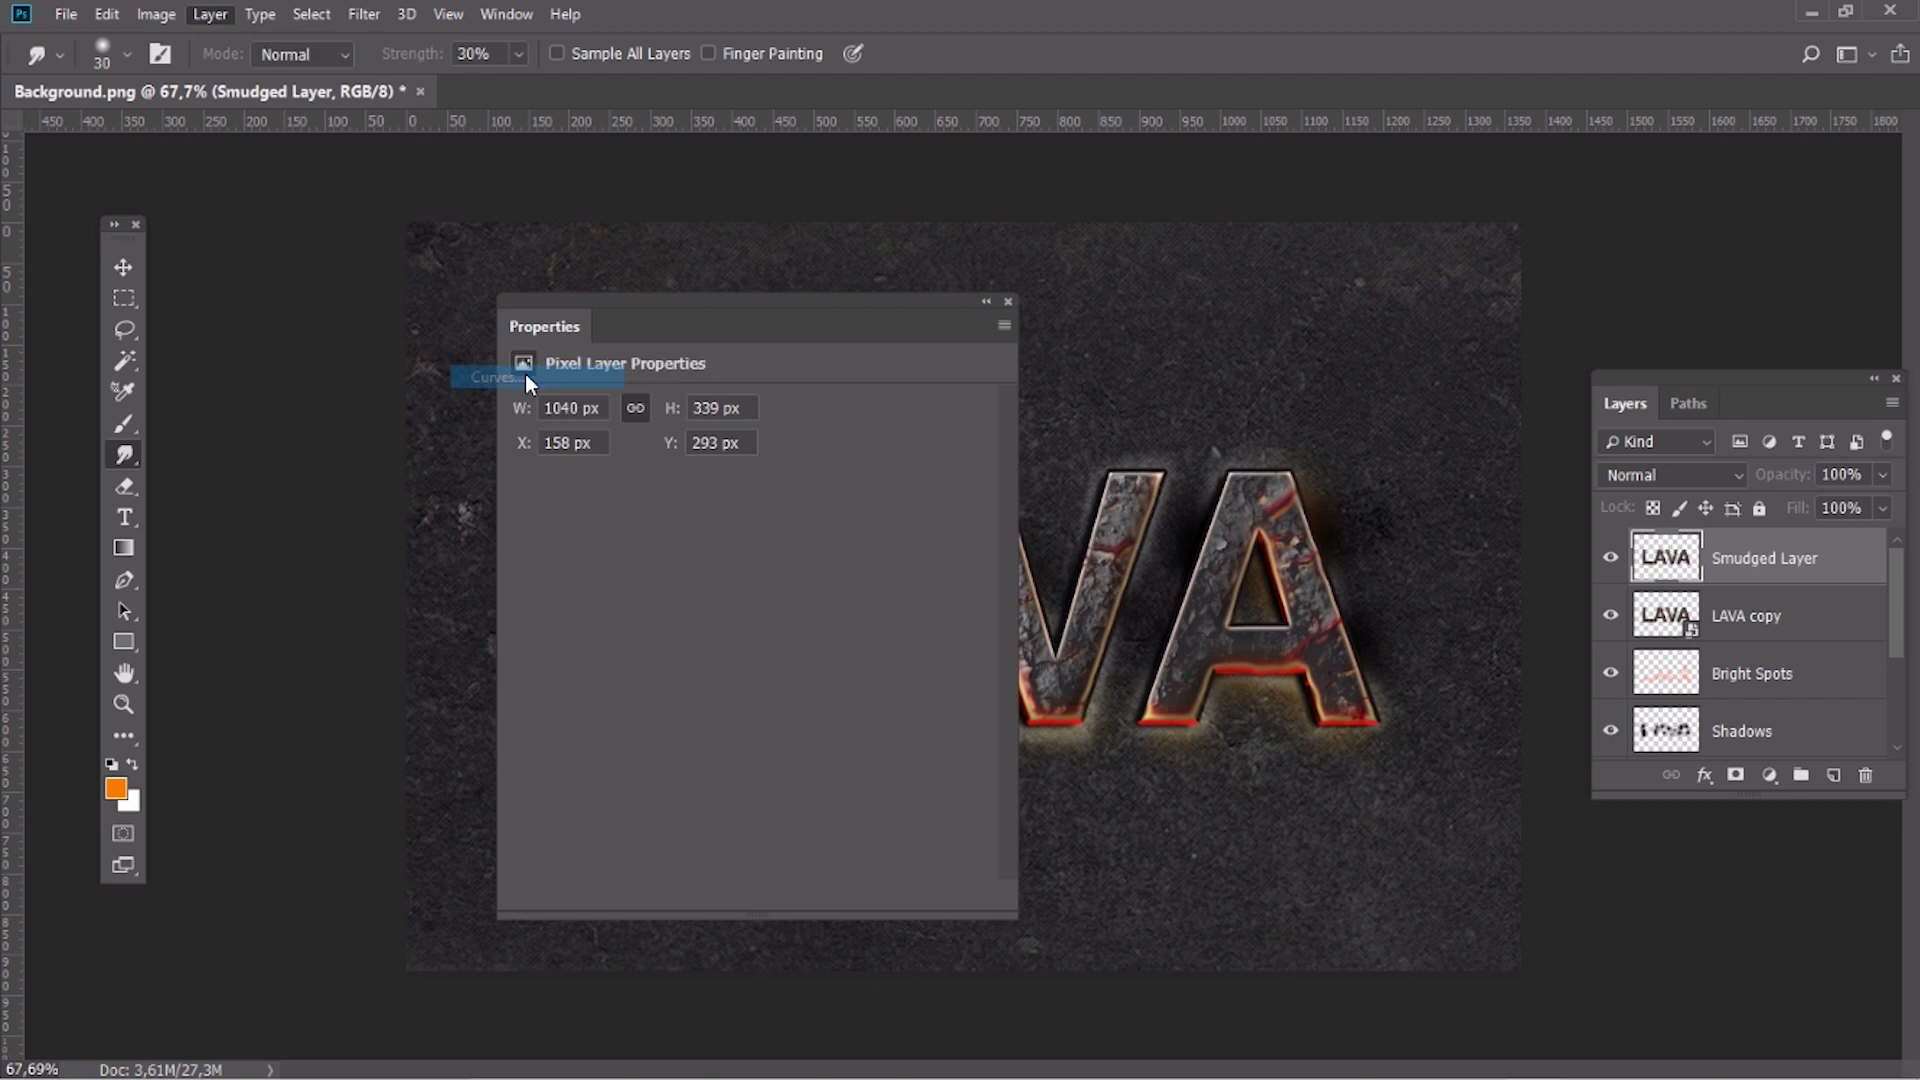 Ps File Edit Image Layer Type Select Filter 3D View Window Help
30 Mode: Normal Strength: 30% Sample All Layers Finger Painting
Background.png @ 67,7% (Smudged Layer, RGB/8) * ×
450 400 350 300 250 200 150 100 50 0 50 100 150 200 250 300 350 400 450 500 550 600 650 700 750 800 850 900 950 1000 1050 1100 1150 1200 1250 1300 1350 1400 1450 1500 1550 1600 1650 1700 1750 1800
Properties
Pixel Layer Properties
Curves...
W: 1040 px H: 339 px
X: 158 px Y: 293 px
VA
Layers Paths
Kind
Normal Opacity: 100%
Lock: Fill: 100%
LAVA Smudged Layer
LAVA LAVA copy
Bright Spots
Shadows
fx
67,69% Doc: 3,61M/27,3M